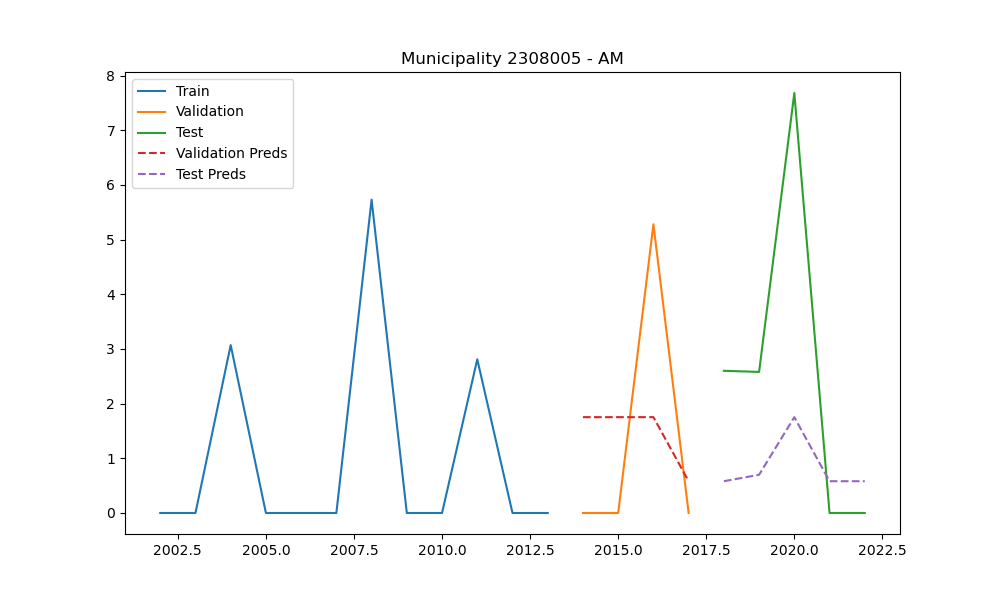 Municipality 2308005 - AM
8
7
6
5
4
3
2
1
0
Train
Validation
Test
Validation Preds
Test Preds
2002.5 2005.0 2007.5 2010.0 2012.5 2015.0 2017.5 2020.0 2022.5